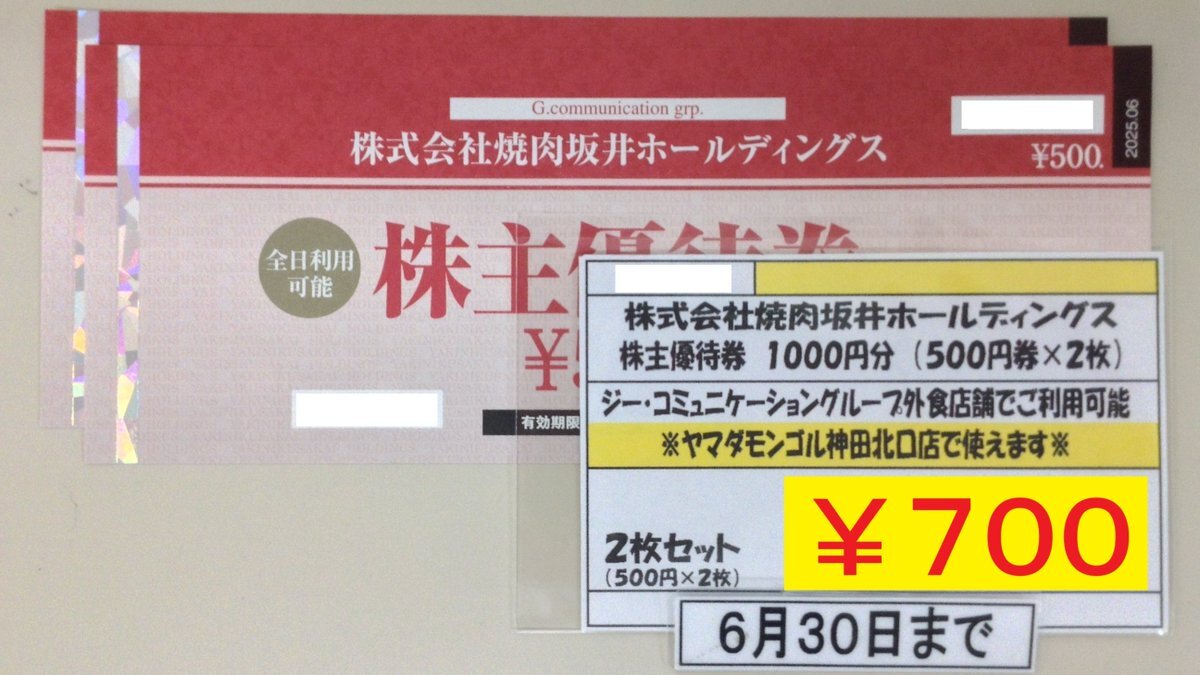 G.communication grp.
株式会社焼肉坂井ホールディングス
¥500.
2025.06
全日利用
可能
株主優待券
¥5
有効期限
株式会社焼肉坂井ホールディングス
株主優待券 1000円分(500円券×2枚)
ジー・コミュニケーショングループ外食店舗でご利用可能
※ヤマダモンゴル神田北口店で使えます※
¥700
2枚セット
(500円×2枚)
6月30日まで